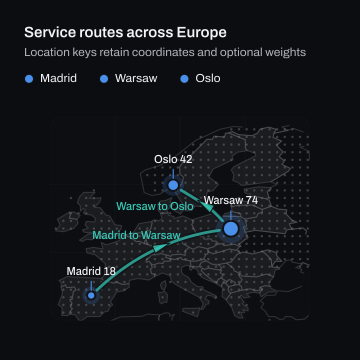 Service routes across Europe
Location keys retain coordinates and optional weights
Madrid
Warsaw
Oslo
Oslo 42
Warsaw 74
Warsaw to Oslo
Madrid to Warsaw
Madrid 18